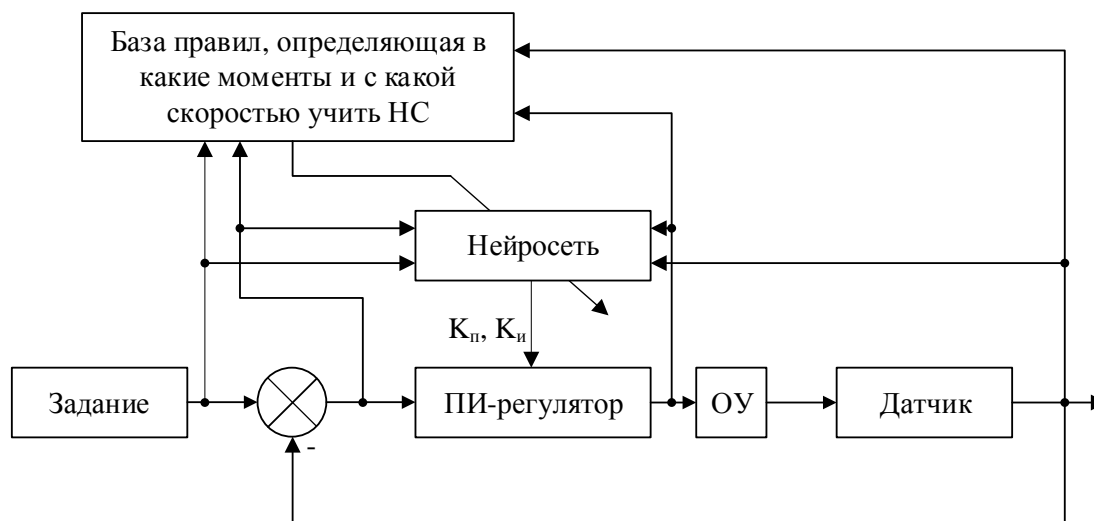 База правил, определяющая в
какие моменты и с какой
скоростью учить НС
Нейросеть
Kп, Kи
Задание
ПИ-регулятор
ОУ
Датчик
-